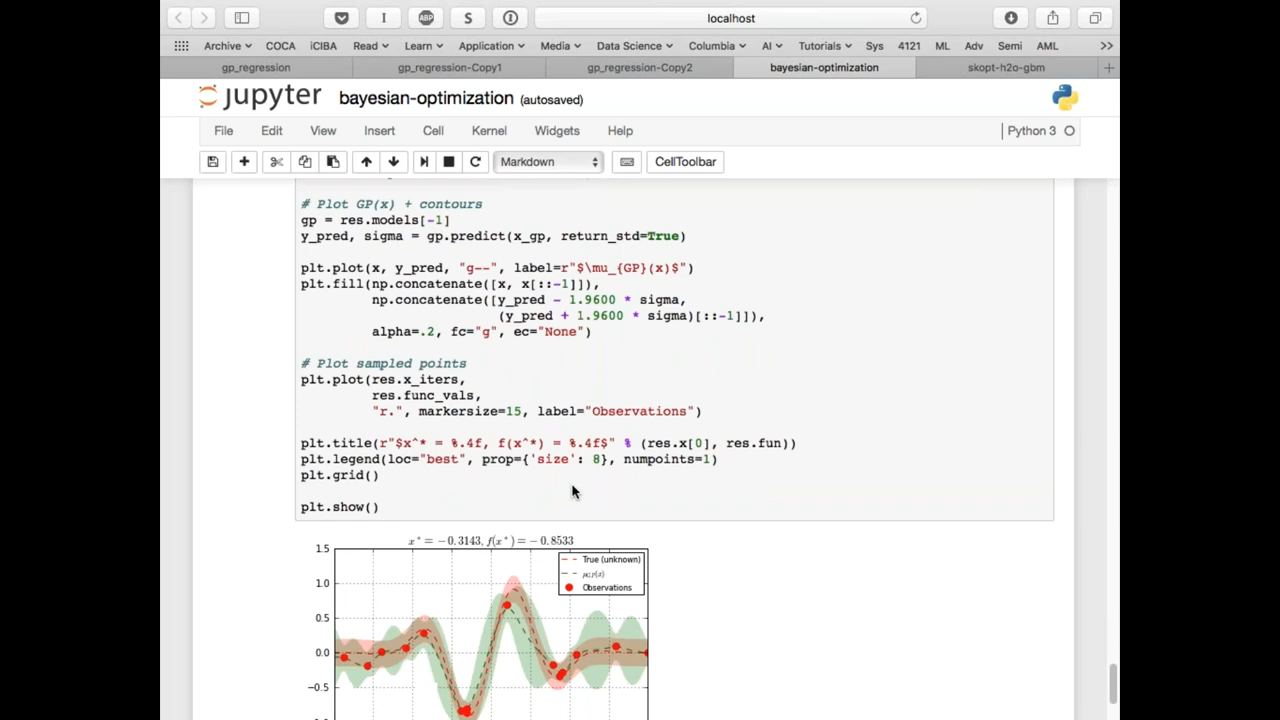 localhost
Archive COCA iCIBA Read Learn Application Media Data Science Columbia AI Tutorials Sys 4121 ML Adv Semi AML >>
gp_regression gp_regression-Copy1 gp_regression-Copy2 bayesian-optimization skopt-h2o-gbm
jupyter bayesian-optimization (autosaved)
File Edit View Insert Cell Kernel Widgets Help Python 3
Markdown CellToolbar
# Plot GP(x) + contours
gp = res.models[-1]
y_pred, sigma = gp.predict(x_gp, return_std=True)
plt.plot(x, y_pred, "g--", label=r"$\mu_{GP}(x)$")
plt.fill(np.concatenate([x, x[::-1]]),
np.concatenate([y_pred - 1.9600 * sigma,
(y_pred + 1.9600 * sigma)[::-1]]),
alpha=.2, fc="g", ec="None")
# Plot sampled points
plt.plot(res.x_iters,
res.func_vals,
"r.", markersize=15, label="Observations")
plt.title(r"$x^* = %.4f, f(x^*) = %.4f$" % (res.x[0], res.fun))
plt.legend(loc="best", prop={'size': 8}, numpoints=1)
plt.grid()
plt.show()
x* = −0.3143, f(x*) = −0.8533
1.5
True (unknown)
μGP(x)
Observations
1.0
0.5
0.0
−0.5